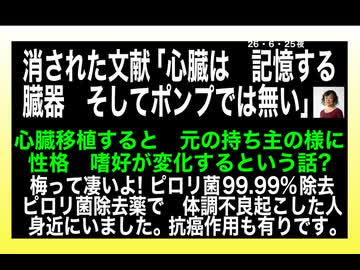 26・6・25夜
消された文献「心臓は　記憶する
臓器　そしてポンプでは無い」
心臓移植すると　元の持ち主の様に
性格　嗜好が変化するという話?
梅って凄いよ! ピロリ菌99.99%除去
ピロリ菌除去薬で　体調不良起こした人
身近にいました。抗癌作用も有りです。